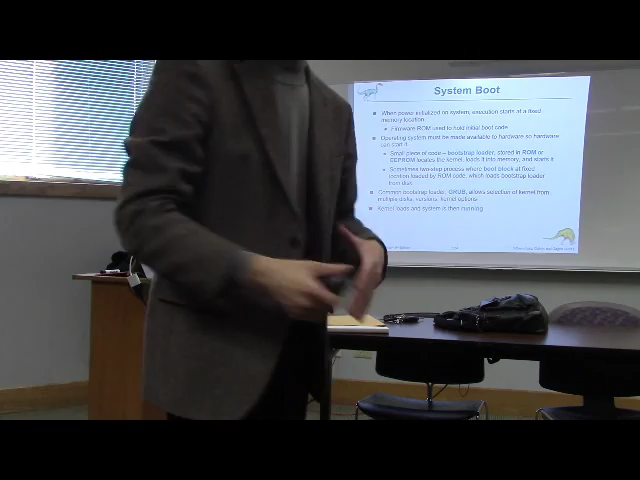 System Boot
When power initialized on system, execution starts at a fixed
memory location
Firmware ROM used to hold initial boot code
Operating system must be made available to hardware so hardware
can start it
Small piece of code – bootstrap loader, stored in ROM or
EEPROM locates the kernel, loads it into memory, and starts it
Sometimes two-step process where boot block at fixed
location loaded by ROM code, which loads bootstrap loader
from disk
Common bootstrap loader, GRUB, allows selection of kernel from
multiple disks, versions, kernel options
Kernel loads and system is then running